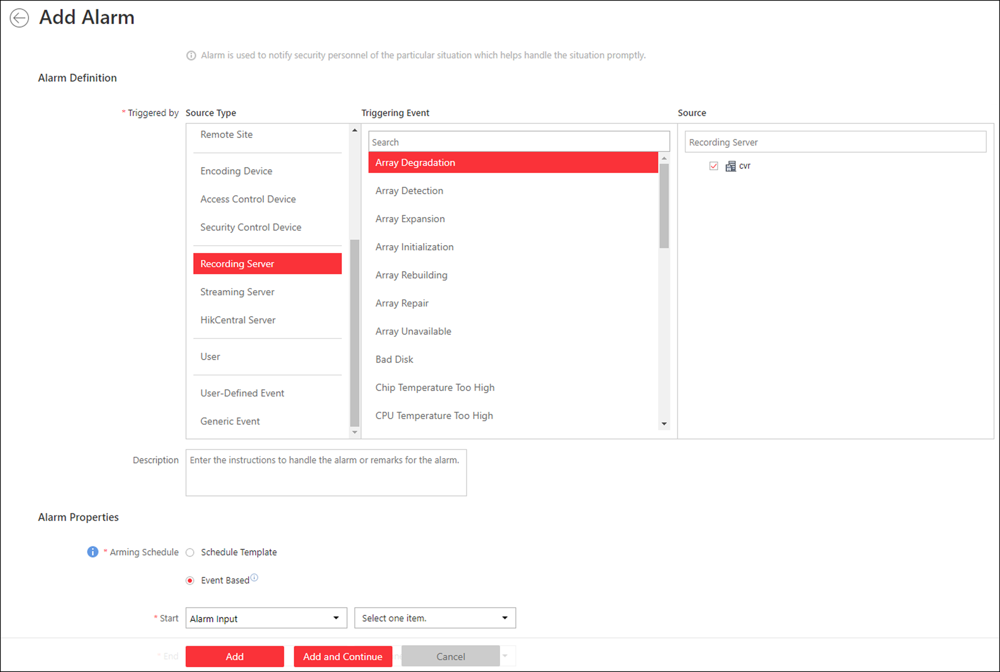 Add Alarm
Alarm is used to notify security personnel of the particular situation which helps handle the situation promptly.
Alarm Definition
* Triggered by
Source Type
Triggering Event
Source
Remote Site
Encoding Device
Access Control Device
Security Control Device
Recording Server
Streaming Server
HikCentral Server
User
User-Defined Event
Generic Event
Search
Array Degradation
Array Detection
Array Expansion
Array Initialization
Array Rebuilding
Array Repair
Array Unavailable
Bad Disk
Chip Temperature Too High
CPU Temperature Too High
Recording Server
cvr
Description
Enter the instructions to handle the alarm or remarks for the alarm.
Alarm Properties
* Arming Schedule
Schedule Template
Event Based
* Start
Alarm Input
Select one item.
* End
Add
Add and Continue
Cancel